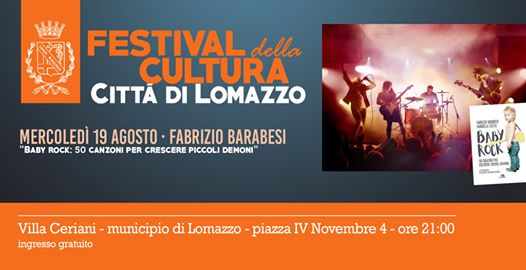 FESTIVAL della
CULTURA
CITTÀ DI LOMAZZO
MERCOLEDÌ 19 AGOSTO · FABRIZIO BARABESI
"BABY ROCK: 50 CANZONI PER CRESCERE PICCOLI DEMONI"
BABY
ROCK
Villa Ceriani - municipio di Lomazzo - piazza IV Novembre 4 - ore 21:00
ingresso gratuito